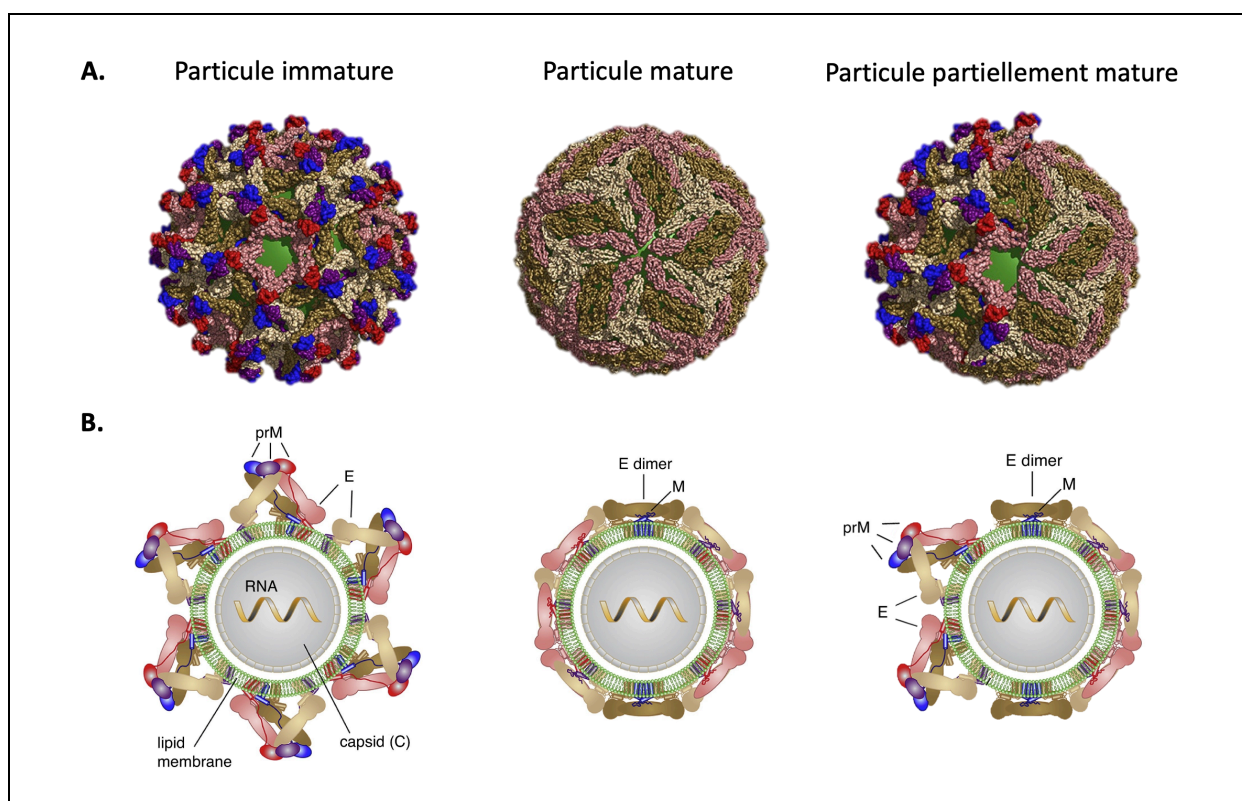 A.
Particule immature
Particule mature
Particule partiellement mature
B.
prM
E
RNA
lipid
membrane
capsid (C)
E dimer
M
E dimer
M
prM
E